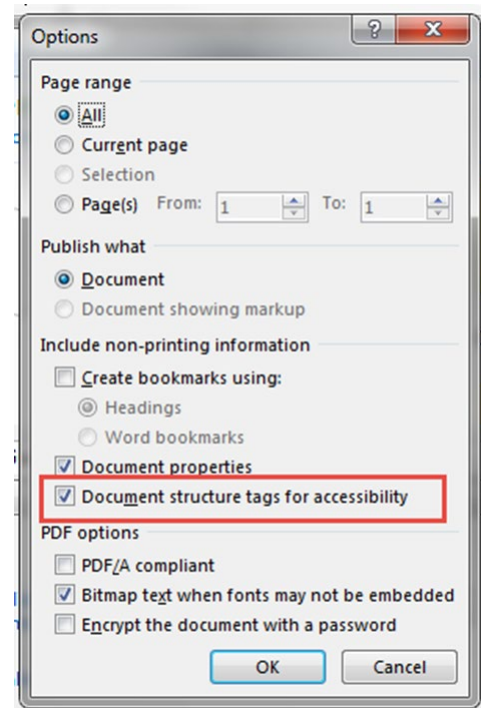 Options
Page range
All
Current page
Selection
Page(s) From: 1 To: 1
Publish what
Document
Document showing markup
Include non-printing information
Create bookmarks using:
Headings
Word bookmarks
Document properties
Document structure tags for accessibility
PDF options
PDF/A compliant
Bitmap text when fonts may not be embedded
Encrypt the document with a password
OK Cancel